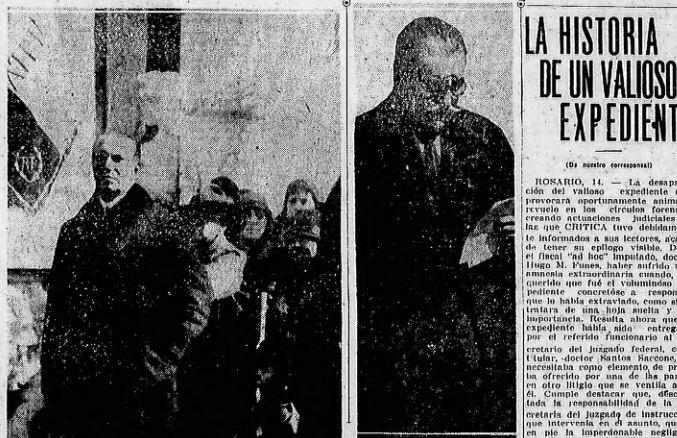 RP
LA HISTORIA
DE UN VALIOSO
EXPEDIENT
(De nuestro corresponsal)
ROSARIO, 14. — La desapa
ción del valioso expediente
provocará oportunamente anima
revuelo en los círculos forens
creando actuaciones judiciales
las que CRITICA tuvo debidam
te informados a sus lectores, aca
de tener su epílogo visible. D
el fiscal "ad hoc" imputado, doc
Hugo M. Funes, haber sufrido
amnesia extraordinaria cuando,
querido que fué el voluminoso
pediente concretóse a respon
que lo había extraviado, como si
tratara de una hoja suelta y
importancia. Resulta ahora que
expediente había sido entreg
por el referido funcionario al
cretario del juzgado federal, c
titular, doctor Santos Saccone,
necesitaba como elemento de pr
ba ofrecido por una de las par
en otro litigio que se ventila a
él. Cumple destacar que, desc
tada la responsabilidad de la
cretaría del juzgado de instrucc
que intervenía en el asunto, qu
en pie la imperdonable neglig